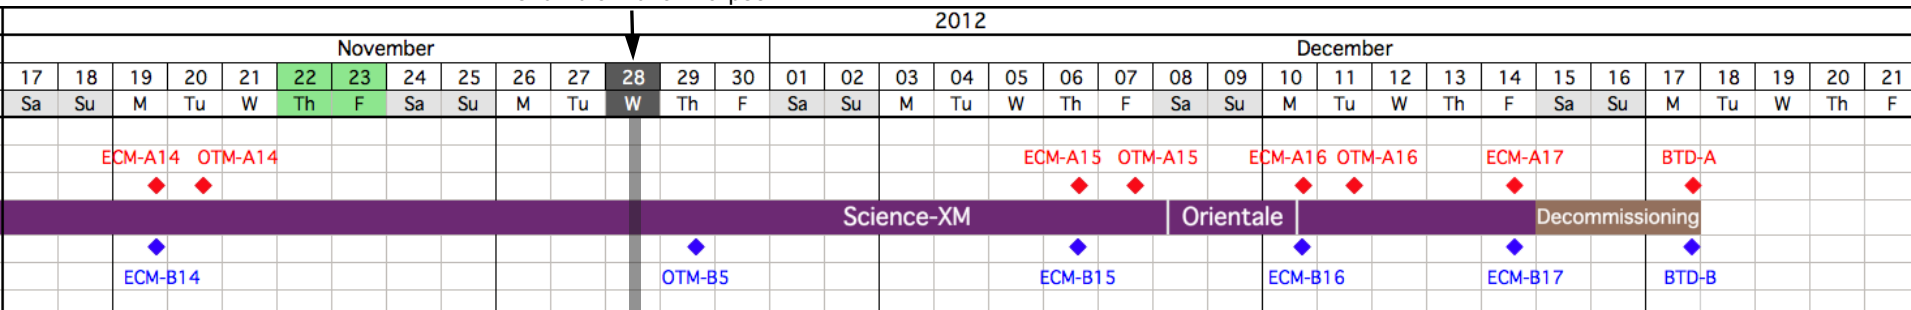 2012
November December
17 18 19 20 21 22 23 24 25 26 27 28 29 30 01 02 03 04 05 06 07 08 09 10 11 12 13 14 15 16 17 18 19 20 21
Sa Su M Tu W Th F Sa Su M Tu W Th F Sa Su M Tu W Th F Sa Su M Tu W Th F Sa Su M Tu W Th F
ECM-A14 OTM-A14 ECM-A15 OTM-A15 ECM-A16 OTM-A16 ECM-A17 BTD-A
Science-XM Orientale Decommissioning
ECM-B14 OTM-B5 ECM-B15 ECM-B16 ECM-B17 BTD-B